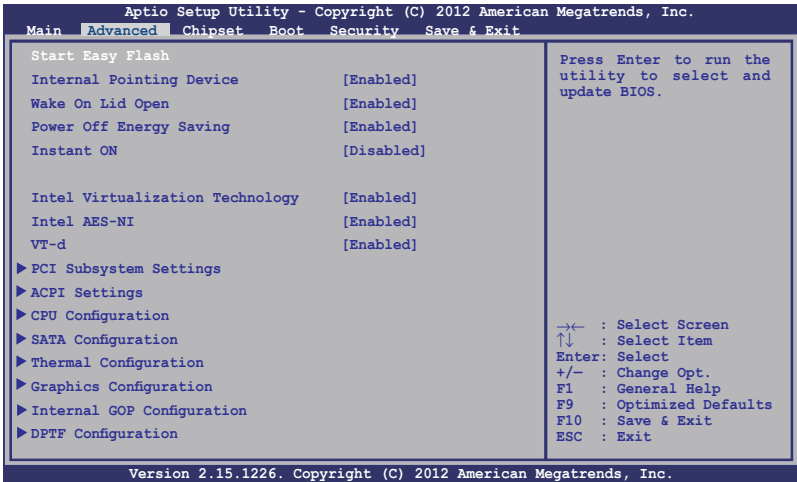 Aptio Setup Utility - Copyright (C) 2012 American Megatrends, Inc.
Main Advanced Chipset Boot Security Save & Exit
Start Easy Flash
Internal Pointing Device [Enabled]
Wake On Lid Open [Enabled]
Power Off Energy Saving [Enabled]
Instant ON [Disabled]
Intel Virtualization Technology [Enabled]
Intel AES-NI [Enabled]
VT-d [Enabled]
PCI Subsystem Settings
ACPI Settings
CPU Configuration
SATA Configuration
Thermal Configuration
Graphics Configuration
Internal GOP Configuration
DPTF Configuration
Press Enter to run the
utility to select and
update BIOS.
→← : Select Screen
↑↓ : Select Item
Enter: Select
+/— : Change Opt.
F1 : General Help
F9 : Optimized Defaults
F10 : Save & Exit
ESC : Exit
Version 2.15.1226. Copyright (C) 2012 American Megatrends, Inc.